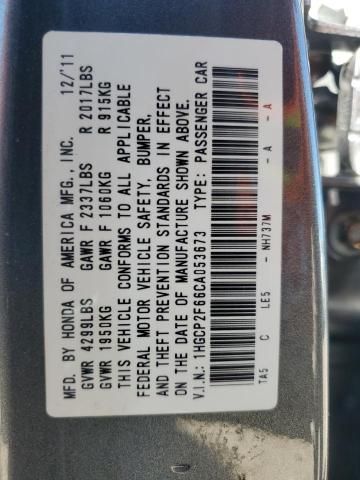 MFD. BY HONDA OF AMERICA MFG., INC. 12/11
GVWR 4299LBS GAWR F 2337LBS R 2017LBS
GVWR 1950KG GAWR F 1060KG R 915KG
THIS VEHICLE CONFORMS TO ALL APPLICABLE
FEDERAL MOTOR VEHICLE SAFETY, BUMPER,
AND THEFT PREVENTION STANDARDS IN EFFECT
ON THE DATE OF MANUFACTURE SHOWN ABOVE.
V.I.N.: 1HGCP2F66CA053673 TYPE: PASSENGER CAR
TA5 C LE5 - NH737M - A - A